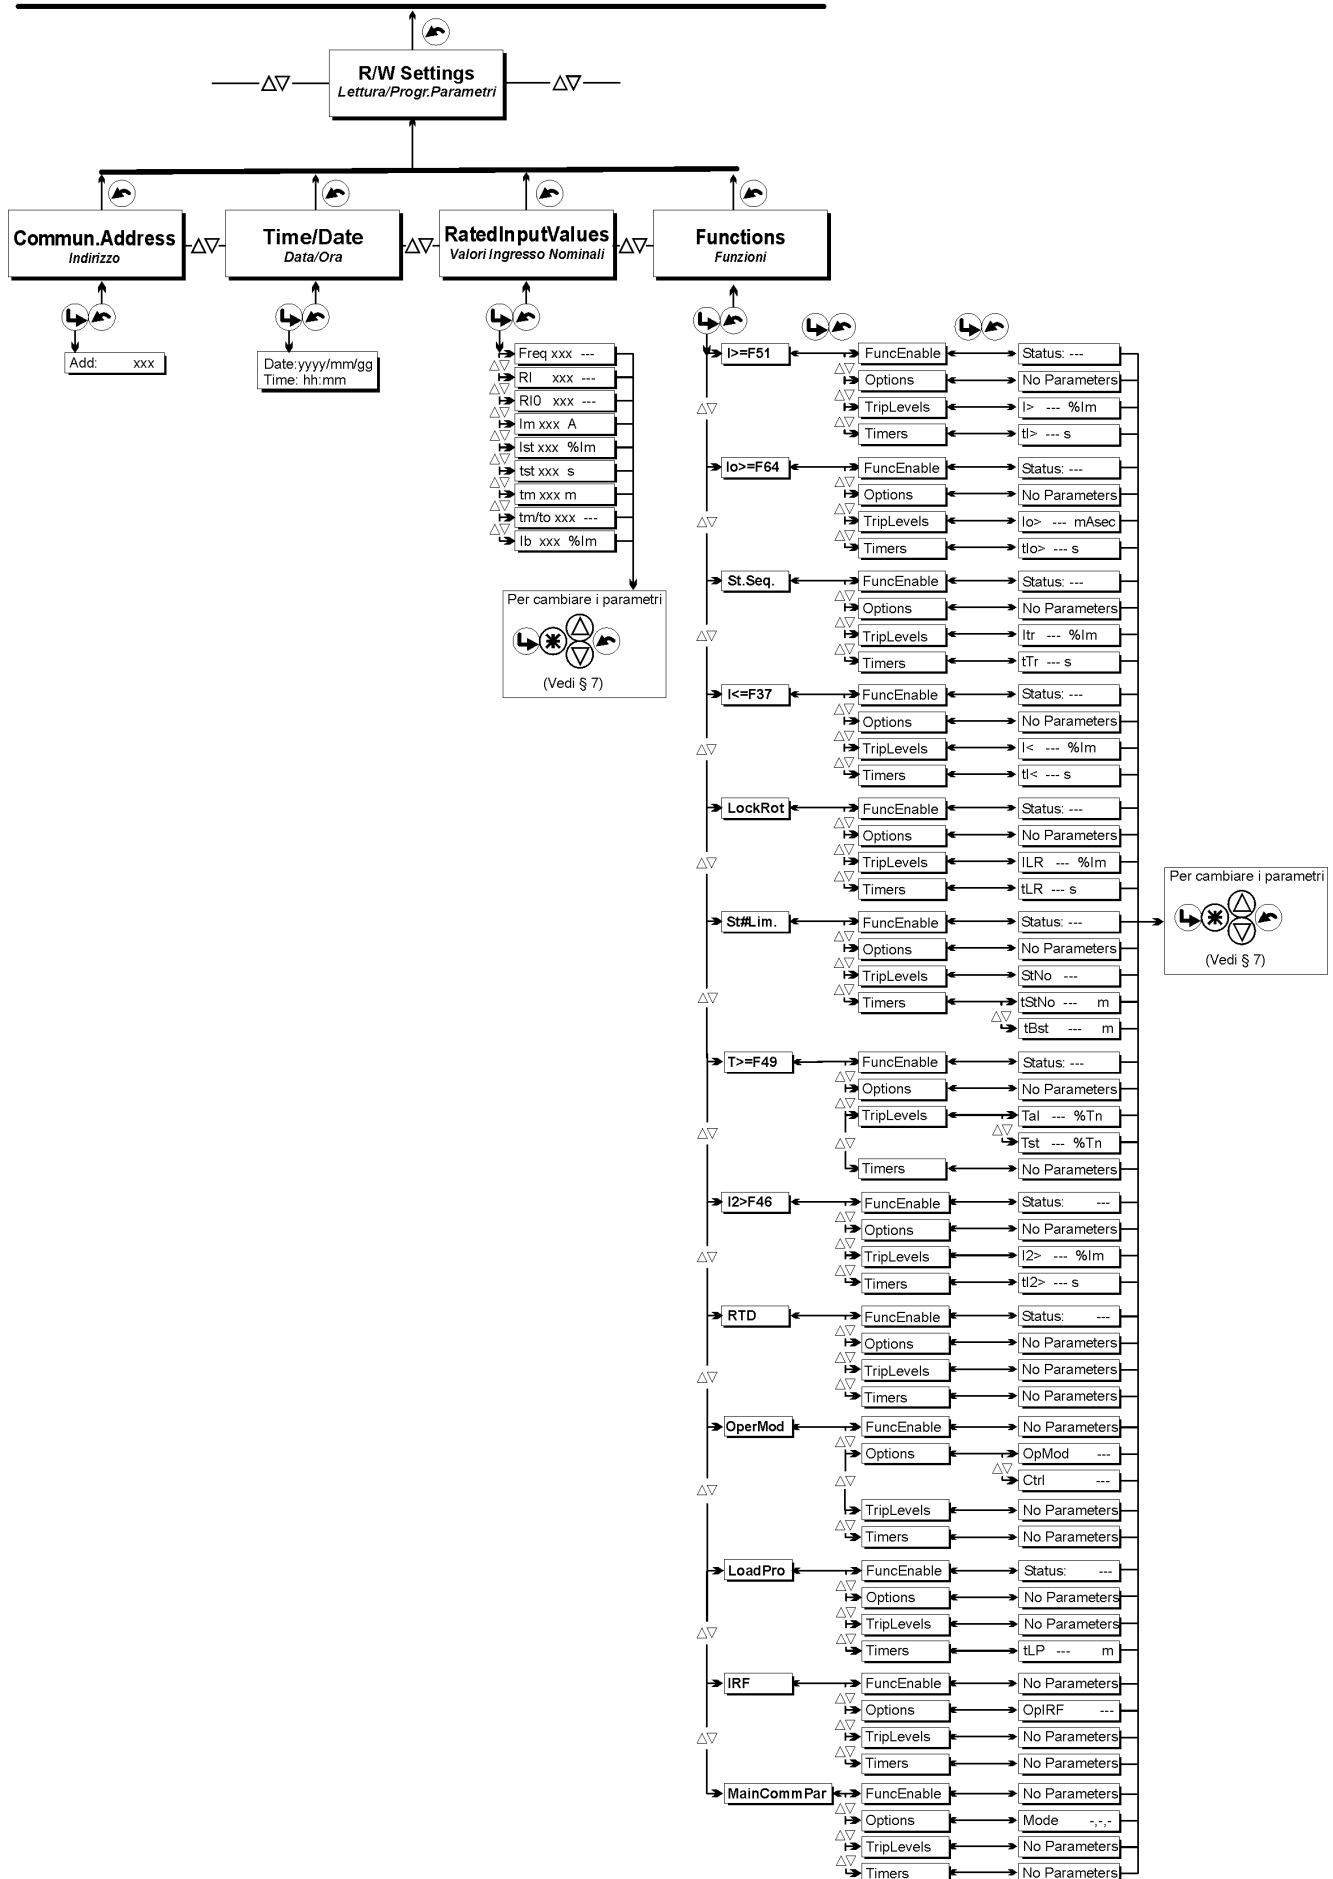 R/W Settings
Lettura/Progr.Parametri
Commun.Address
Indirizzo
Time/Date
Data/Ora
RatedInputValues
Valori Ingresso Nominali
Functions
Funzioni
Add: xxx
Date:yyyy/mm/gg
Time: hh:mm
Freq xxx ---
RI xxx ---
RI0 xxx ---
Im xxx A
Ist xxx %Im
tst xxx s
tm xxx m
tm/to xxx ---
Ib xxx %Im
Per cambiare i parametri
(Vedi § 7)
I>=F51
FuncEnable
Status: ---
Options
No Parameters
TripLevels
I> --- %Im
Timers
tI> --- s
Io>=F64
FuncEnable
Status: ---
Options
No Parameters
TripLevels
Io> --- mAsec
Timers
tIo> --- s
St.Seq.
FuncEnable
Status: ---
Options
No Parameters
TripLevels
Itr --- %Im
Timers
tTr --- s
I<=F37
FuncEnable
Status: ---
Options
No Parameters
TripLevels
I< --- %Im
Timers
tI< --- s
LockRot
FuncEnable
Status: ---
Options
No Parameters
TripLevels
ILR --- %Im
Timers
tLR --- s
St#Lim.
FuncEnable
Status: ---
Options
No Parameters
TripLevels
StNo ---
Timers
tStNo --- m
tBst --- m
Per cambiare i parametri
(Vedi § 7)
T>=F49
FuncEnable
Status: ---
Options
No Parameters
TripLevels
Tal --- %Tn
Tst --- %Tn
Timers
No Parameters
I2>F46
FuncEnable
Status: ---
Options
No Parameters
TripLevels
I2> --- %Im
Timers
tI2> --- s
RTD
FuncEnable
Status: ---
Options
No Parameters
TripLevels
No Parameters
Timers
No Parameters
OperMod
FuncEnable
No Parameters
Options
OpMod ---
Ctrl ---
TripLevels
No Parameters
Timers
No Parameters
LoadPro
FuncEnable
Status: ---
Options
No Parameters
TripLevels
No Parameters
Timers
tLP --- m
IRF
FuncEnable
No Parameters
Options
OpIRF ---
TripLevels
No Parameters
Timers
No Parameters
MainCommPar
FuncEnable
No Parameters
Options
Mode -,-,-
TripLevels
No Parameters
Timers
No Parameters